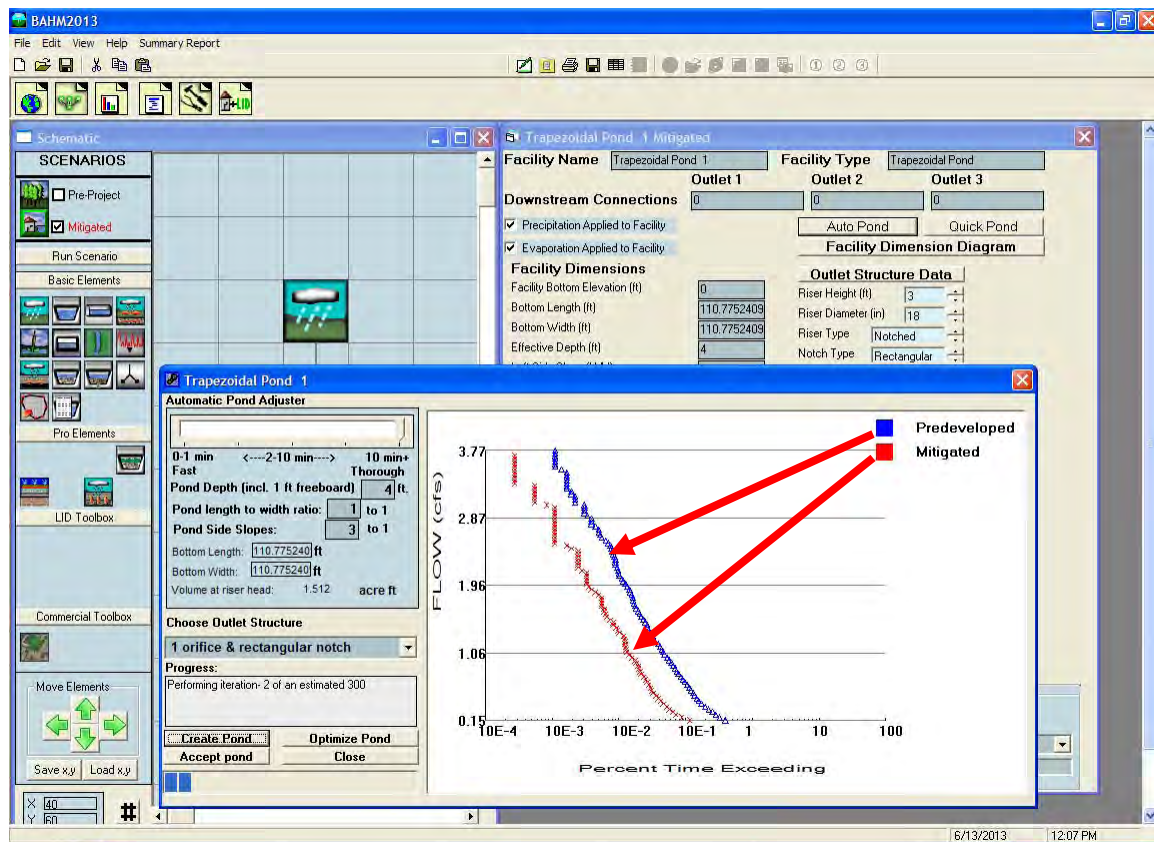 BAHM2013
File Edit View Help Summary Report
① ② ③
+LID
Schematic
SCENARIOS
Pre-Project
Mitigated
Run Scenario
Basic Elements
Pro Elements
LID Toolbox
Commercial Toolbox
Move Elements
Save x,y Load x,y
X 40
Y 60
#
Trapezoidal Pond 1 Mitigated
Facility Name Trapezoidal Pond 1 Facility Type Trapezoidal Pond
Outlet 1 Outlet 2 Outlet 3
Downstream Connections 0 0 0
Precipitation Applied to Facility Auto Pond Quick Pond
Evaporation Applied to Facility Facility Dimension Diagram
Facility Dimensions Outlet Structure Data
Facility Bottom Elevation (ft) 0 Riser Height (ft) 3
Bottom Length (ft) 110.7752409 Riser Diameter (in) 18
Bottom Width (ft) 110.7752409 Riser Type Notched
Effective Depth (ft) 4 Notch Type Rectangular
Trapezoidal Pond 1
Automatic Pond Adjuster
0-1 min <----2-10 min----> 10 min+
Fast Thorough
Pond Depth (incl. 1 ft freeboard) 4 ft.
Pond length to width ratio: 1 to 1
Pond Side Slopes: 3 to 1
Bottom Length: 110.775240 ft
Bottom Width: 110.775240 ft
Volume at riser head: 1.512 acre ft
Choose Outlet Structure
1 orifice & rectangular notch
Progress:
Performing iteration- 2 of an estimated 300
Create Pond Optimize Pond
Accept pond Close
Predeveloped
Mitigated
FLOW (cfs)
3.77
2.87
1.96
1.06
0.15
10E-4 10E-3 10E-2 10E-1 1 10 100
Percent Time Exceeding
6/13/2013 12:07 PM